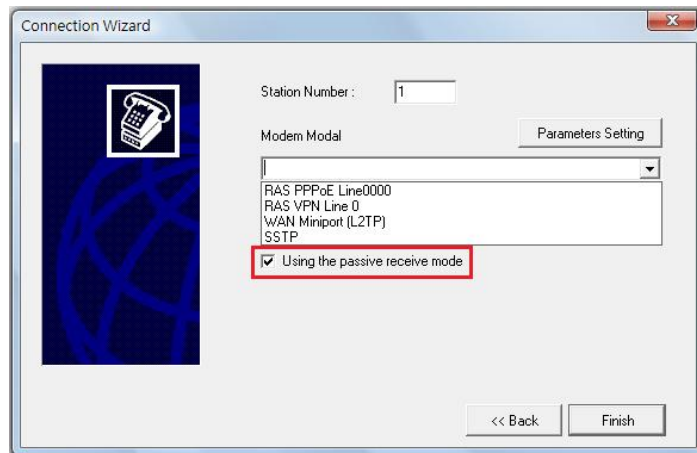 Connection Wizard
Station Number : 1
Modem Modal
Parameters Setting
RAS PPPoE Line0000
RAS VPN Line 0
WAN Miniport (L2TP)
SSTP
Using the passive receive mode
<< Back
Finish